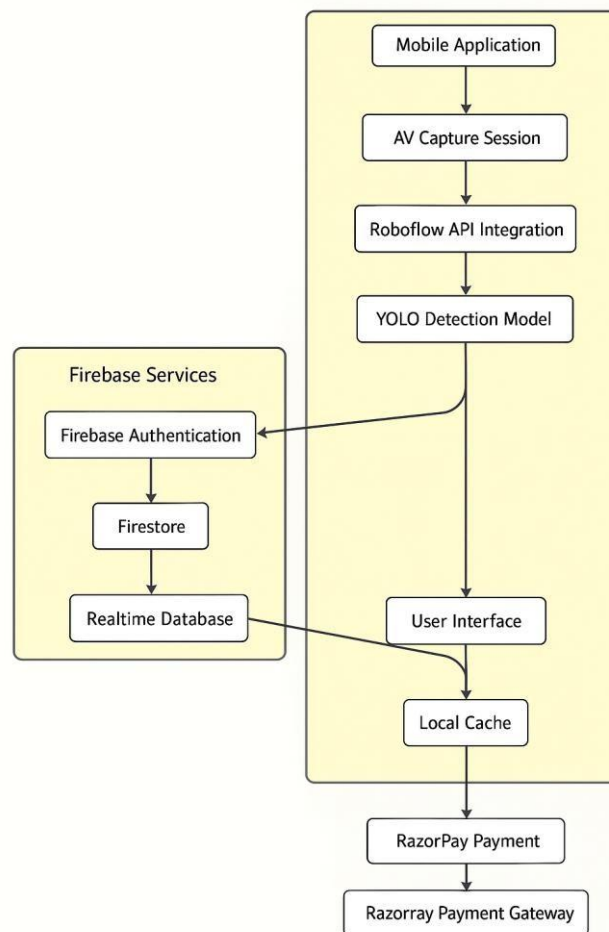 Mobile Application
AV Capture Session
Roboflow API Integration
YOLO Detection Model
Firebase Services
Firebase Authentication
Firestore
Realtime Database
User Interface
Local Cache
RazorPay Payment
Razorray Payment Gateway